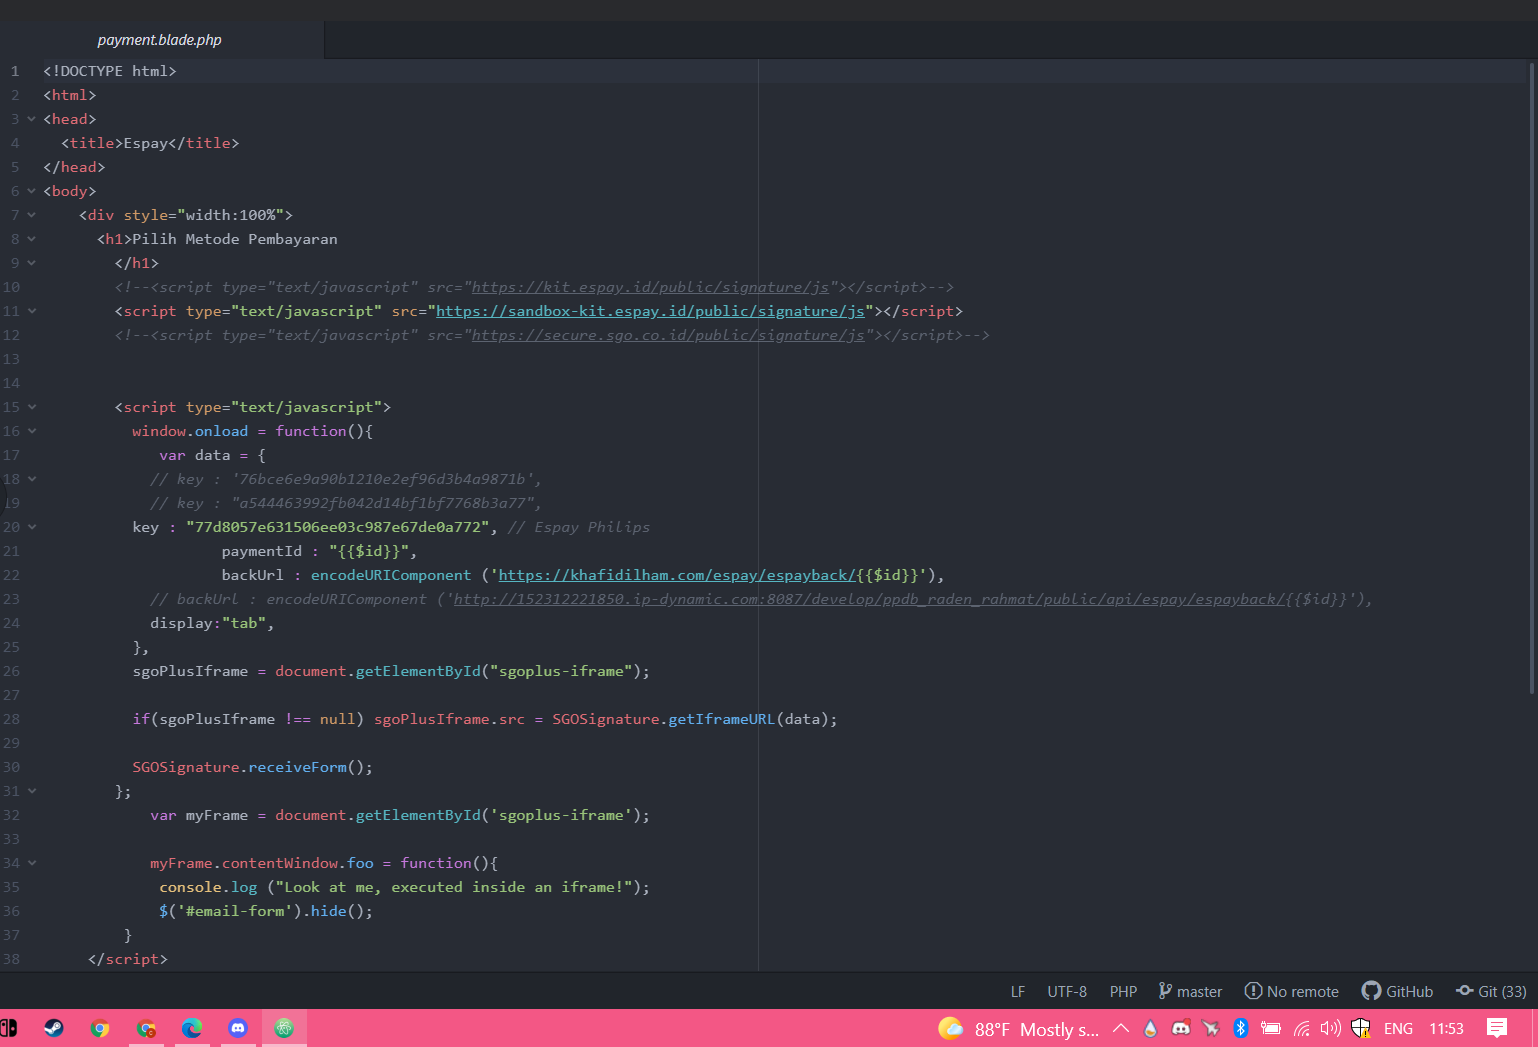 payment.blade.php
1 <!DOCTYPE html>
2 <html>
3 <head>
4 <title>Espay</title>
5 </head>
6 <body>
7 <div style="width:100%">
8 <h1>Pilih Metode Pembayaran
9 </h1>
10 <!--<script type="text/javascript" src="https://kit.espay.id/public/signature/js"></script>-->
11 <script type="text/javascript" src="https://sandbox-kit.espay.id/public/signature/js"></script>
12 <!--<script type="text/javascript" src="https://secure.sgo.co.id/public/signature/js"></script>-->
13
14
15 <script type="text/javascript">
16 window.onload = function(){
17 var data = {
18 // key : '76bce6e9a90b1210e2ef96d3b4a9871b',
19 // key : "a544463992fb042d14bf1bf7768b3a77",
20 key : "77d8057e631506ee03c987e67de0a772", // Espay Philips
21 paymentId : "{{$id}}",
22 backUrl : encodeURIComponent ('https://khafidilham.com/espay/espayback/{{$id}}'),
23 // backUrl : encodeURIComponent ('http://152312221850.ip-dynamic.com:8087/develop/ppdb_raden_rahmat/public/api/espay/espayback/{{$id}}'),
24 display:"tab",
25 },
26 sgoPlusIframe = document.getElementById("sgoplus-iframe");
27
28 if(sgoPlusIframe !== null) sgoPlusIframe.src = SGOSignature.getIframeURL(data);
29
30 SGOSignature.receiveForm();
31 };
32 var myFrame = document.getElementById('sgoplus-iframe');
33
34 myFrame.contentWindow.foo = function(){
35 console.log ("Look at me, executed inside an iframe!");
36 $('#email-form').hide();
37 }
38 </script>
LF UTF-8 PHP master No remote GitHub Git (33)
88°F Mostly s... ENG 11:53